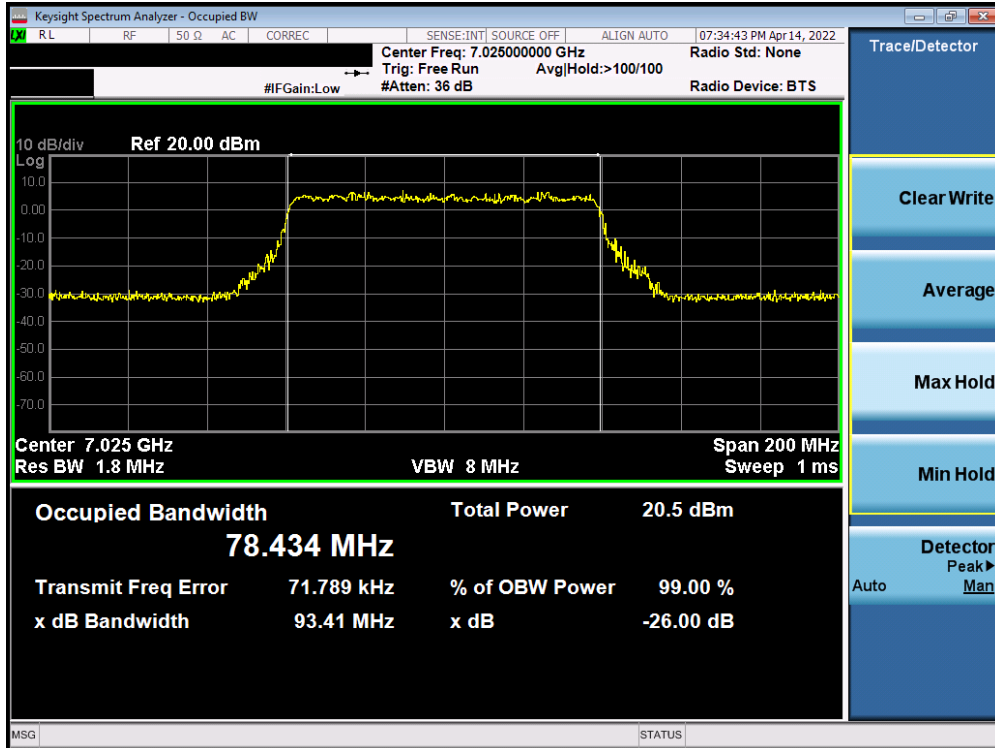 Keysight Spectrum Analyzer - Occupied BW
LXI RL RF 50 Ω AC CORREC SENSE:INT SOURCE OFF ALIGN AUTO 07:34:43 PM Apr 14, 2022
Center Freq: 7.025000000 GHz Radio Std: None
Trig: Free Run Avg|Hold:>100/100
#IFGain:Low #Atten: 36 dB Radio Device: BTS
Trace/Detector
10 dB/div Ref 20.00 dBm
Log
10.0
0.00
-10.0
-20.0
-30.0
-40.0
-50.0
-60.0
-70.0
Center 7.025 GHz Span 200 MHz
Res BW 1.8 MHz VBW 8 MHz Sweep 1 ms
Occupied Bandwidth Total Power 20.5 dBm
78.434 MHz
Transmit Freq Error 71.789 kHz % of OBW Power 99.00 %
x dB Bandwidth 93.41 MHz x dB -26.00 dB
Clear Write
Average
Max Hold
Min Hold
Detector
Peak▶
Auto Man
MSG STATUS